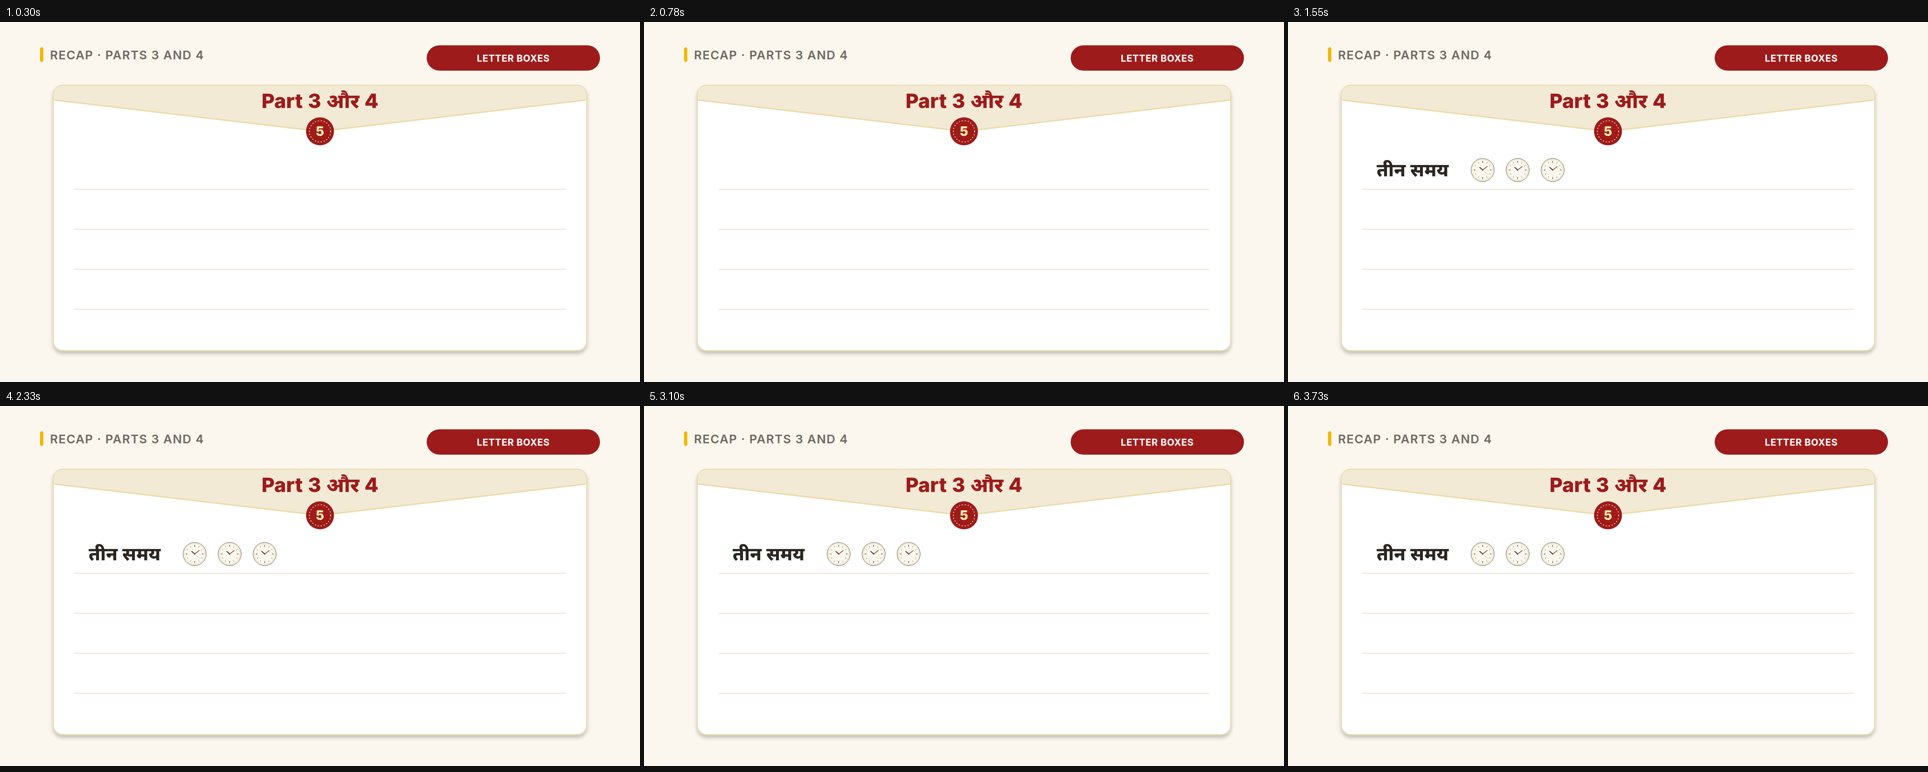 1. 0.30s
RECAP · PARTS 3 AND 4
LETTER BOXES
Part 3 और 4
5
2. 0.78s
RECAP · PARTS 3 AND 4
LETTER BOXES
Part 3 और 4
5
3. 1.55s
RECAP · PARTS 3 AND 4
LETTER BOXES
Part 3 और 4
5
तीन समय
4. 2.33s
RECAP · PARTS 3 AND 4
LETTER BOXES
Part 3 और 4
5
तीन समय
5. 3.10s
RECAP · PARTS 3 AND 4
LETTER BOXES
Part 3 और 4
5
तीन समय
6. 3.73s
RECAP · PARTS 3 AND 4
LETTER BOXES
Part 3 और 4
5
तीन समय